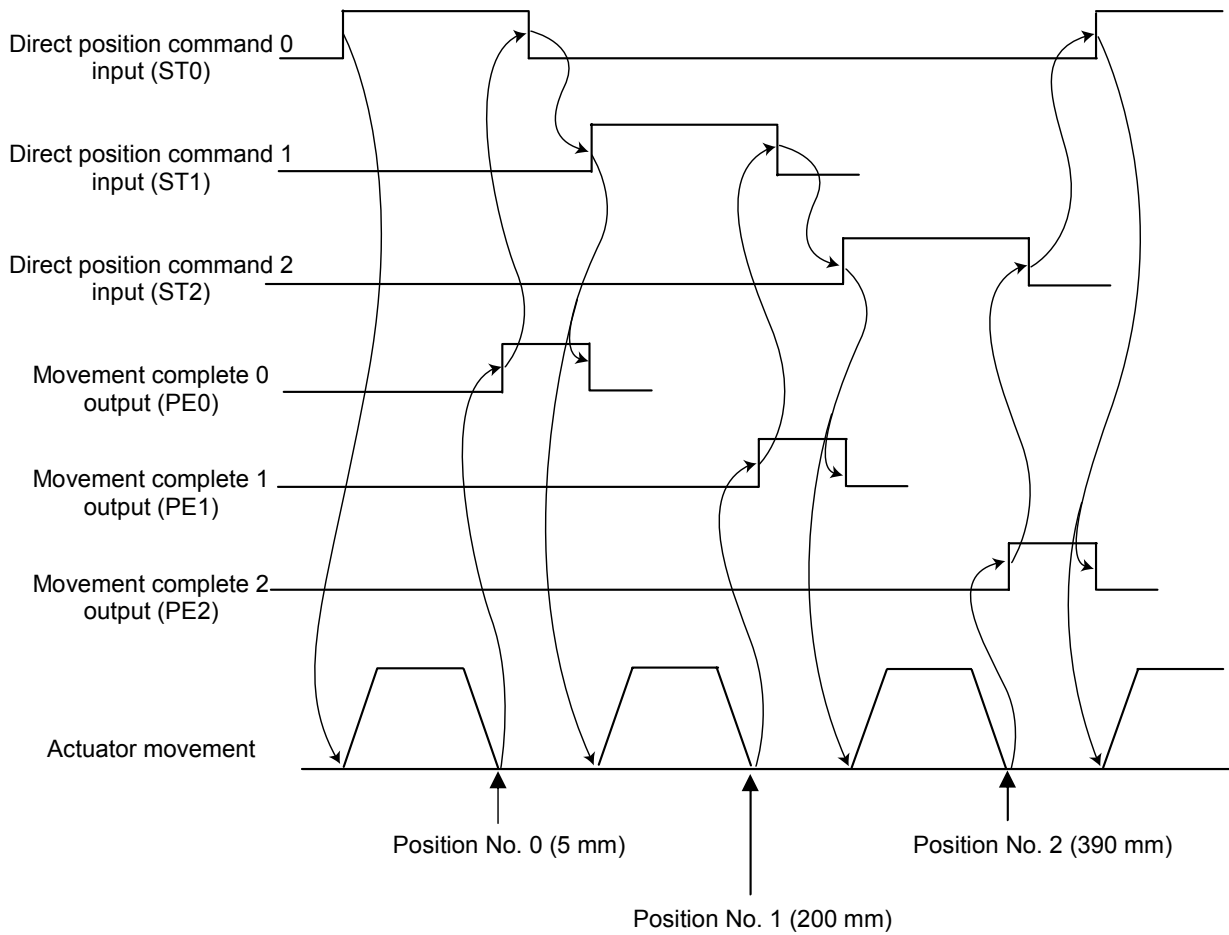 Direct position command 0
input (ST0)
Direct position command 1
input (ST1)
Direct position command 2
input (ST2)
Movement complete 0
output (PE0)
Movement complete 1
output (PE1)
Movement complete 2
output (PE2)
Actuator movement
Position No. 0 (5 mm)
Position No. 2 (390 mm)
Position No. 1 (200 mm)